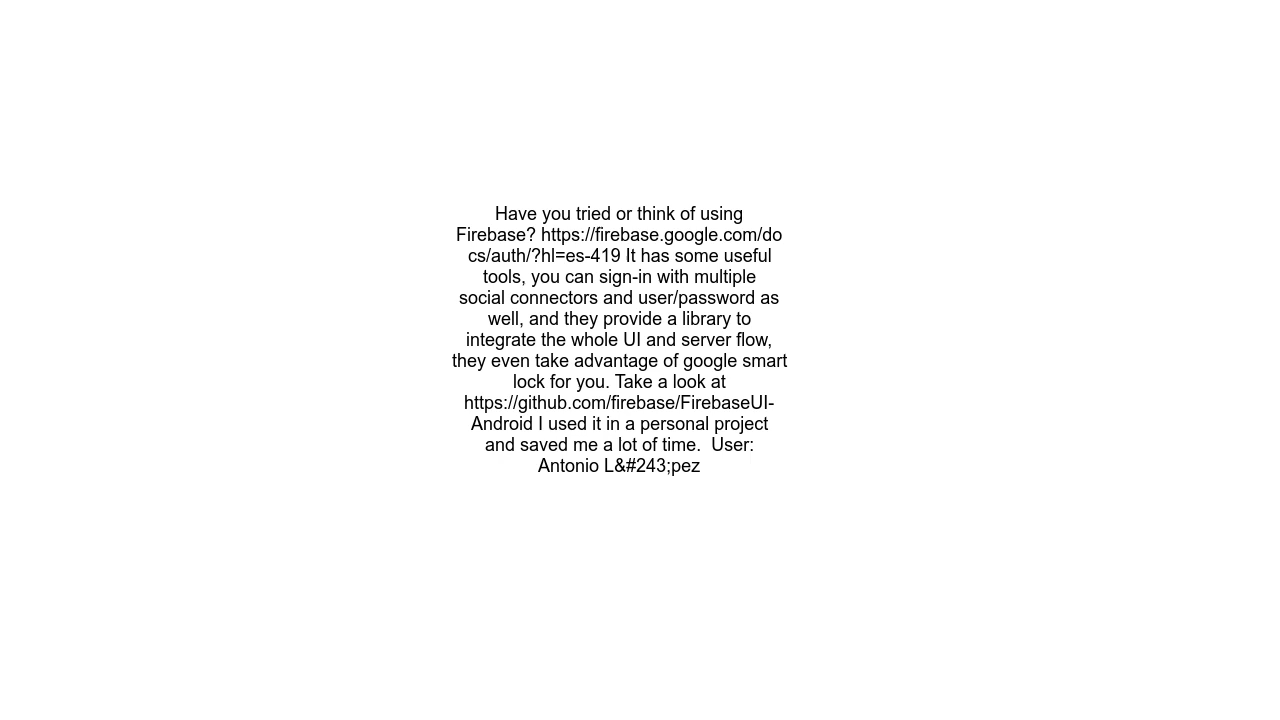 Have you tried or think of using
Firebase? https://firebase.google.com/do
cs/auth/?hl=es-419 It has some useful
tools, you can sign-in with multiple
social connectors and user/password as
well, and they provide a library to
integrate the whole UI and server flow,
they even take advantage of google smart
lock for you. Take a look at
https://github.com/firebase/FirebaseUI-
Android I used it in a personal project
and saved me a lot of time.  User:
Antonio L&#243;pez